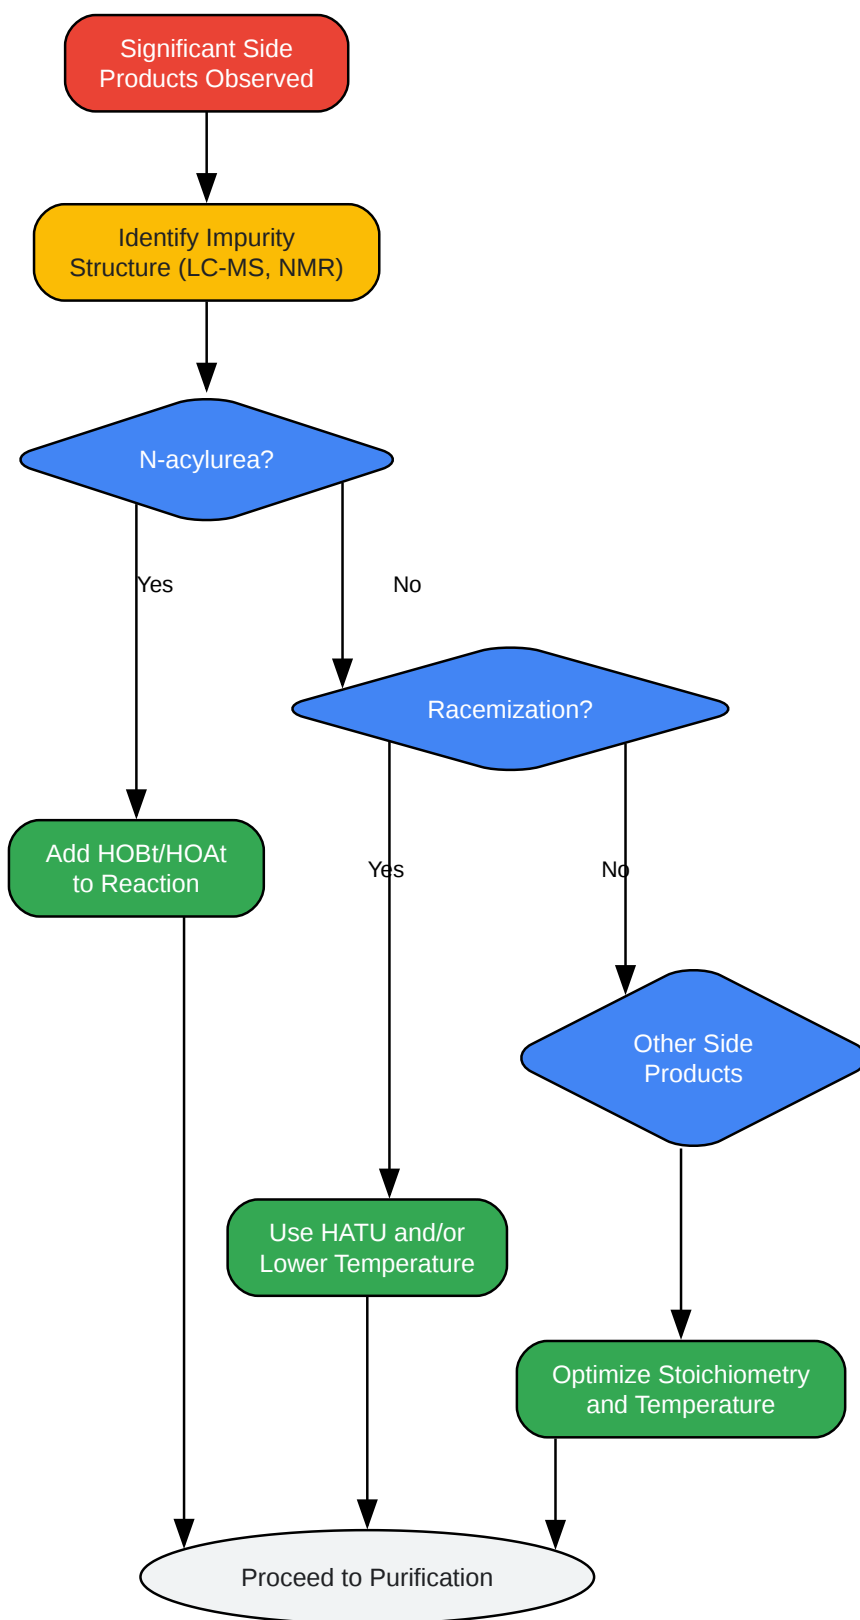 Significant Side
Products Observed
Identify Impurity
Structure (LC-MS, NMR)
N-acylurea?
Yes
No
Racemization?
Add HOBt/HOAt
to Reaction
Yes
No
Other Side
Products
Use HATU and/or
Lower Temperature
Optimize Stoichiometry
and Temperature
Proceed to Purification